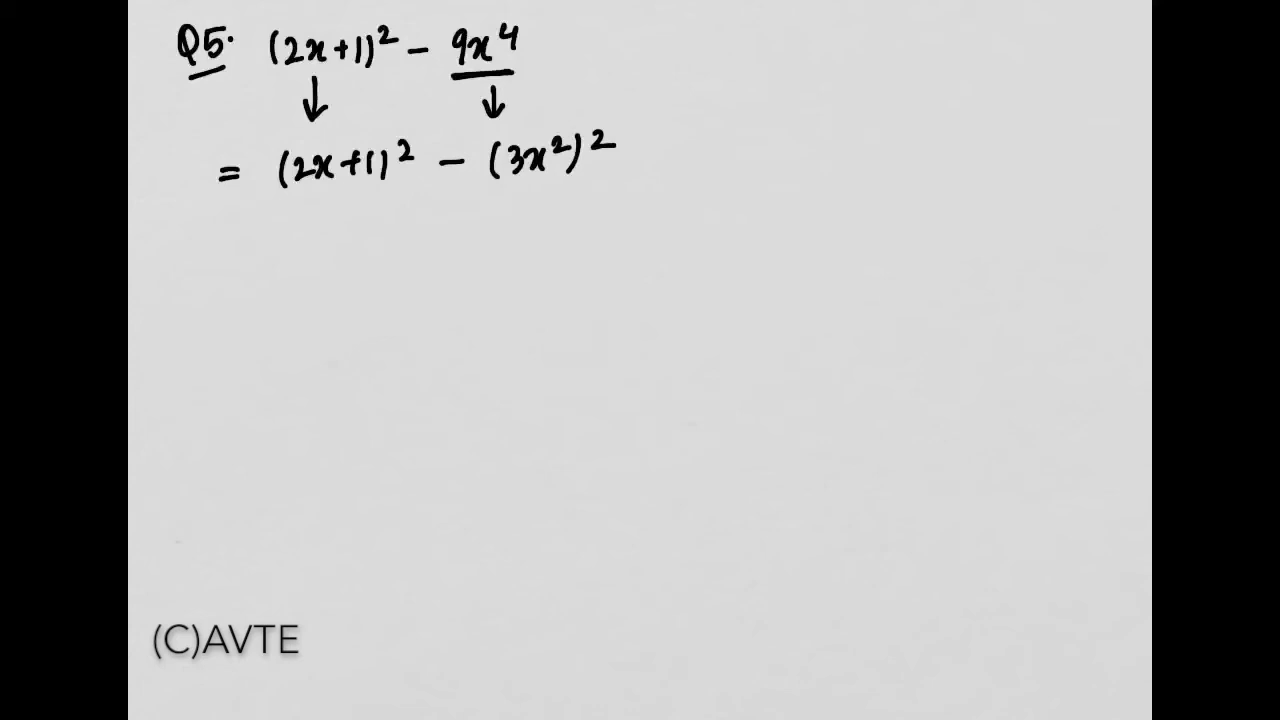 Q5. (2x+1)² - 9x⁴
= (2x+1)² - (3x²)²
(C)AVTE